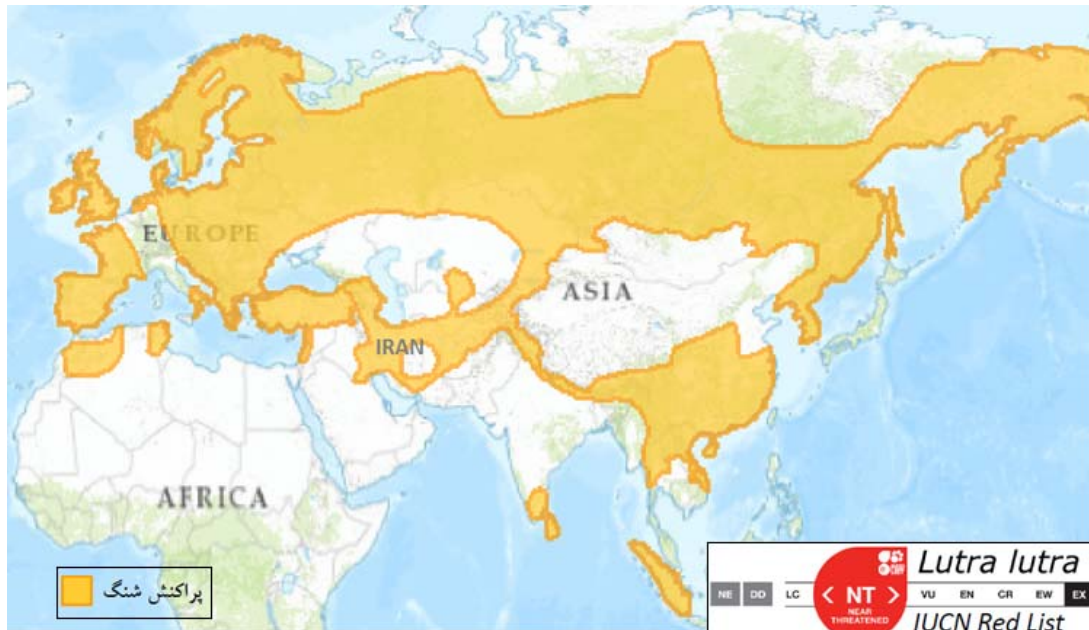 EUROPE
ASIA
IRAN
AFRICA
پراکنش شنگ
Lutra lutra
NE DD LC < NT > VU EN CR EW EX
NEAR
THREATENED
IUCN Red List